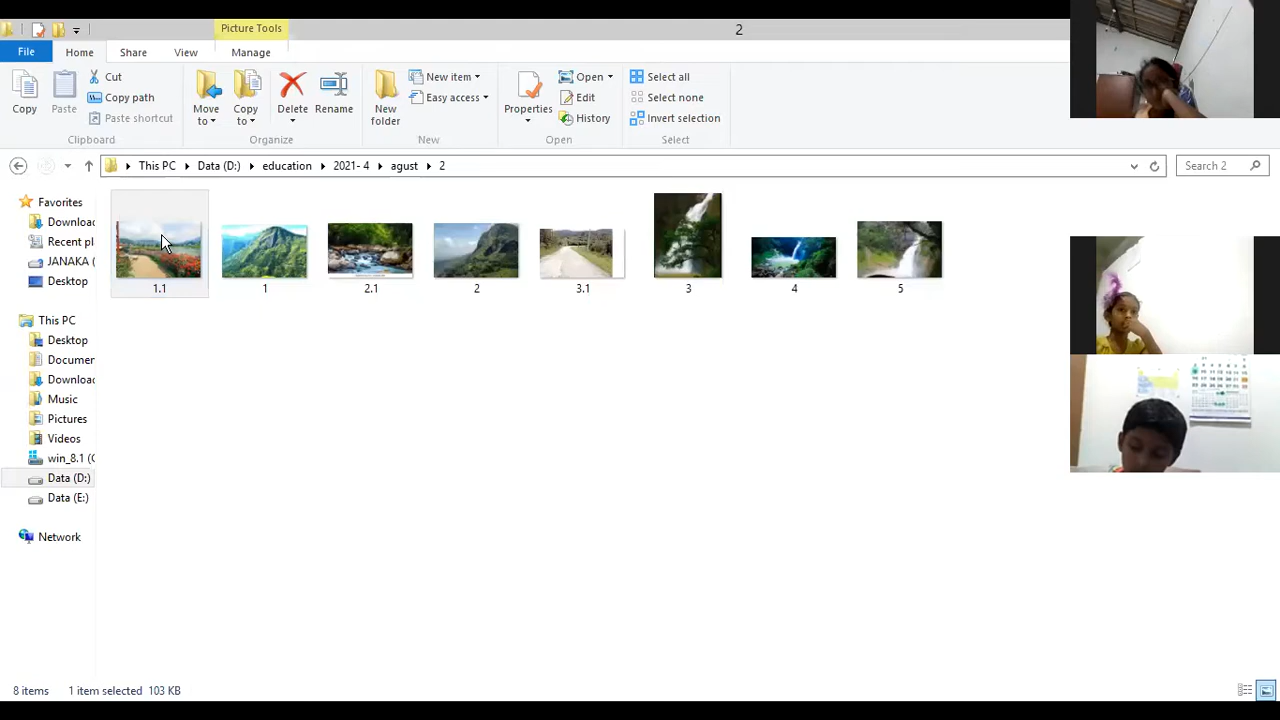 Picture Tools
2
File
Home
Share
View
Manage
Copy
Paste
Cut
Copy path
Paste shortcut
Clipboard
Move to
Copy to
Delete
Rename
Organize
New folder
New item
Easy access
New
Properties
Open
Edit
History
Open
Select all
Select none
Invert selection
Select
This PC
Data (D:)
education
2021- 4
agust
2
Search 2
Favorites
Downloa
Recent pl
JANAKA (
Desktop
This PC
Desktop
Documer
Downloa
Music
Pictures
Videos
win_8.1 (
Data (D:)
Data (E:)
Network
1.1
1
2.1
2
3.1
3
4
5
8 items
1 item selected 103 KB